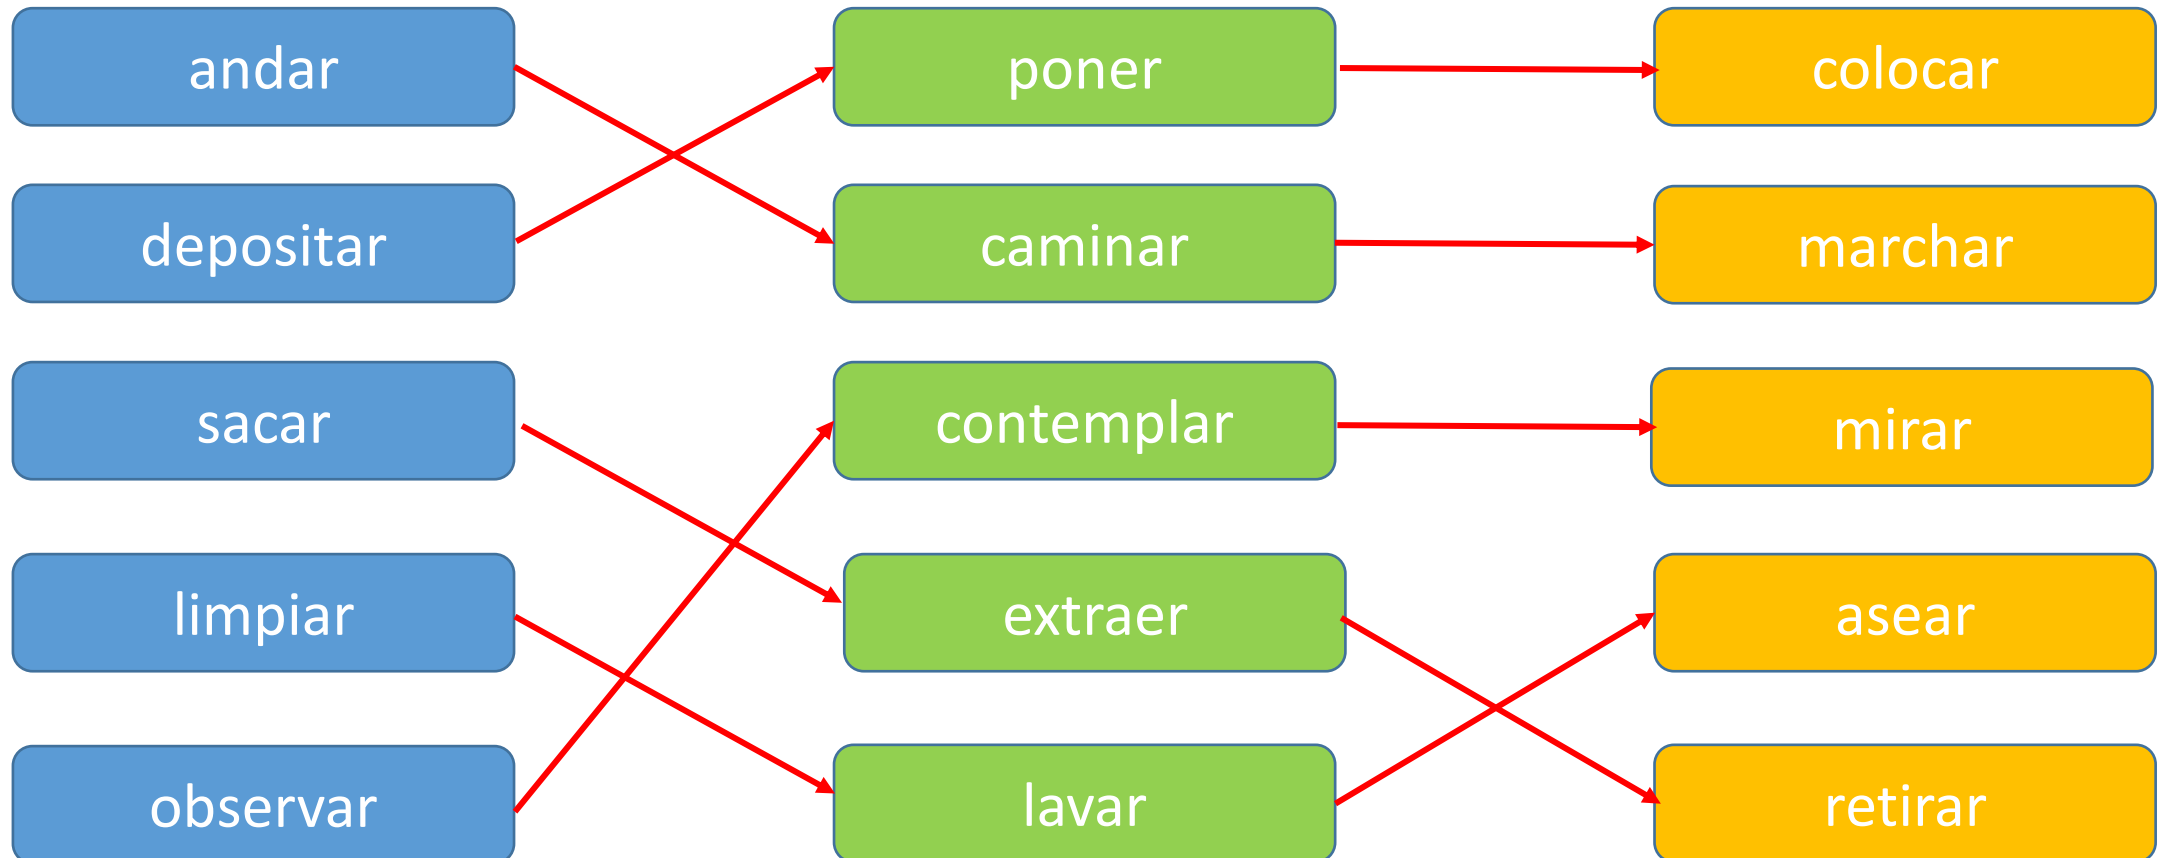 andar
poner
colocar
depositar
caminar
marchar
sacar
contemplar
mirar
limpiar
extraer
asear
observar
lavar
retirar